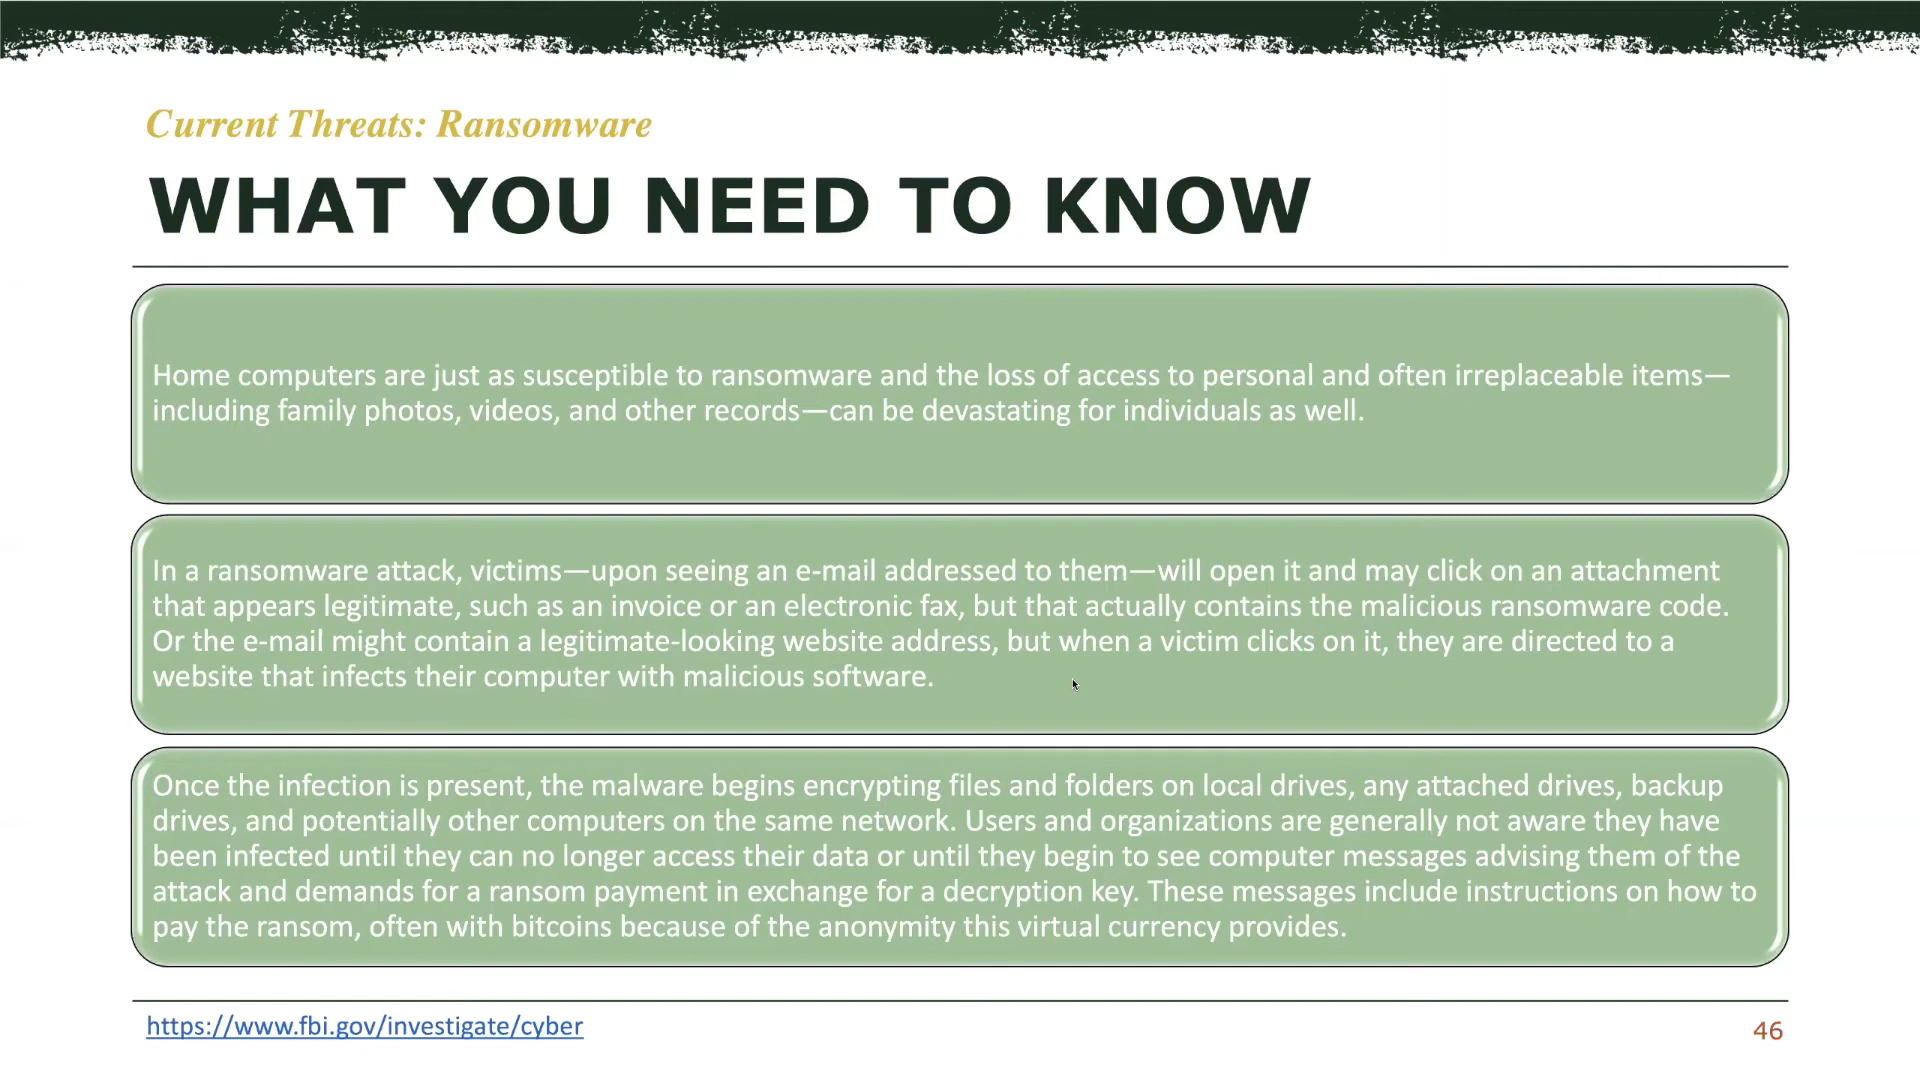 Current Threats: Ransomware
WHAT YOU NEED TO KNOW
Home computers are just as susceptible to ransomware and the loss of access to personal and often irreplaceable items—
including family photos, videos, and other records—can be devastating for individuals as well.
In a ransomware attack, victims—upon seeing an e-mail addressed to them—will open it and may click on an attachment
that appears legitimate, such as an invoice or an electronic fax, but that actually contains the malicious ransomware code.
Or the e-mail might contain a legitimate-looking website address, but when a victim clicks on it, they are directed to a
website that infects their computer with malicious software.
Once the infection is present, the malware begins encrypting files and folders on local drives, any attached drives, backup
drives, and potentially other computers on the same network. Users and organizations are generally not aware they have
been infected until they can no longer access their data or until they begin to see computer messages advising them of the
attack and demands for a ransom payment in exchange for a decryption key. These messages include instructions on how to
pay the ransom, often with bitcoins because of the anonymity this virtual currency provides.
https://www.fbi.gov/investigate/cyber
46